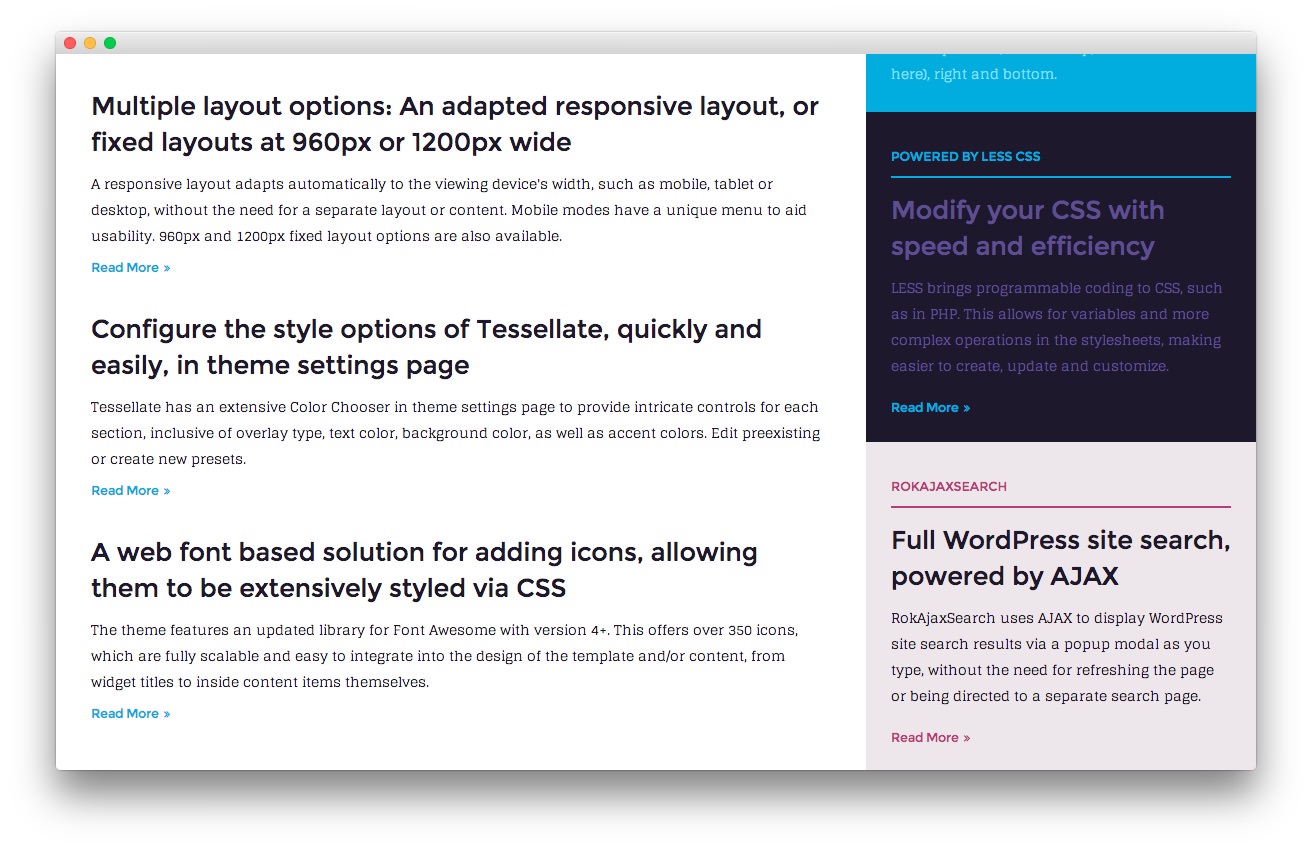 Multiple layout options: An adapted responsive layout, or
fixed layouts at 960px or 1200px wide
A responsive layout adapts automatically to the viewing device's width, such as mobile, tablet or
desktop, without the need for a separate layout or content. Mobile modes have a unique menu to aid
usability. 960px and 1200px fixed layout options are also available.
Read More »
Configure the style options of Tessellate, quickly and
easily, in theme settings page
Tessellate has an extensive Color Chooser in theme settings page to provide intricate controls for each
section, inclusive of overlay type, text color, background color, as well as accent colors. Edit preexisting
or create new presets.
Read More »
A web font based solution for adding icons, allowing
them to be extensively styled via CSS
The theme features an updated library for Font Awesome with version 4+. This offers over 350 icons,
which are fully scalable and easy to integrate into the design of the template and/or content, from
widget titles to inside content items themselves.
Read More »
here), right and bottom.
POWERED BY LESS CSS
Modify your CSS with
speed and efficiency
LESS brings programmable coding to CSS, such
as in PHP. This allows for variables and more
complex operations in the stylesheets, making
easier to create, update and customize.
Read More »
ROKAJAXSEARCH
Full WordPress site search,
powered by AJAX
RokAjaxSearch uses AJAX to display WordPress
site search results via a popup modal as you
type, without the need for refreshing the page
or being directed to a separate search page.
Read More »